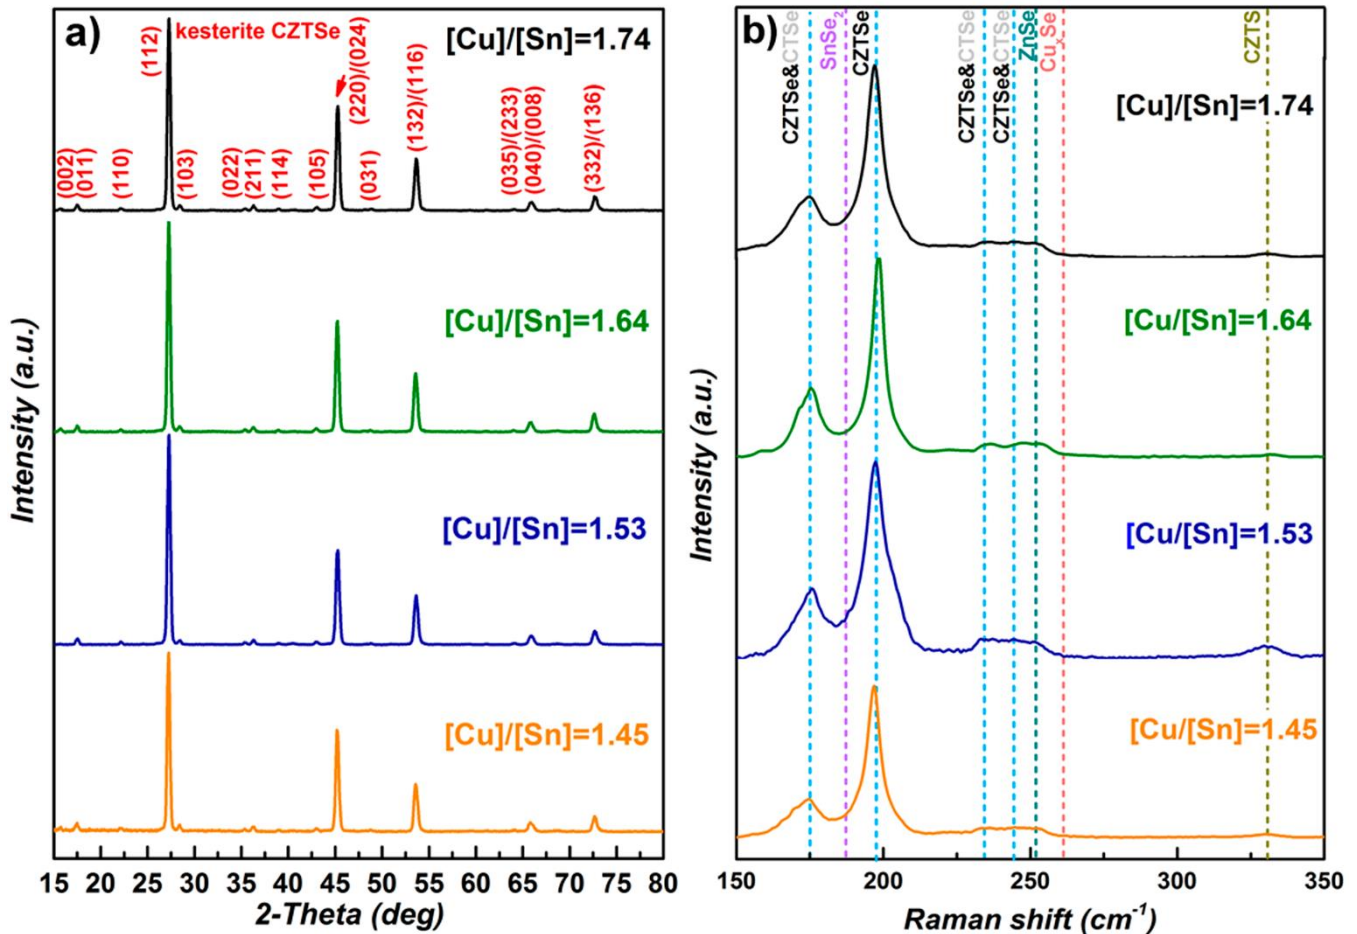 a)
kesterite CZTSe
[Cu]/[Sn]=1.74
(002)
(011)
(110)
(112)
(103)
(022)
(211)
(114)
(105)
(220)/(024)
(031)
(132)/(116)
(035)/(233)
(040)/(008)
(332)/(136)
[Cu]/[Sn]=1.64
[Cu]/[Sn]=1.53
[Cu]/[Sn]=1.45
Intensity (a.u.)
15 20 25 30 35 40 45 50 55 60 65 70 75 80
2-Theta (deg)
b)
CZTSe&CTSe
SnSe2
CZTSe
CZTSe&CTSe
CZTSe&CTSe
ZnSe
CuxSe
CZTS
[Cu]/[Sn]=1.74
[Cu/[Sn]=1.64
[Cu/[Sn]=1.53
[Cu/[Sn]=1.45
Intensity (a.u.)
150 200 250 300 350
Raman shift (cm-1)